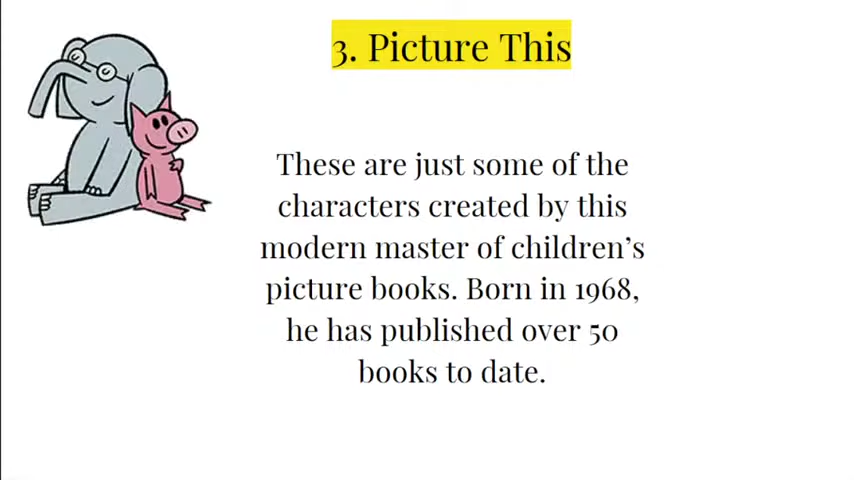 3. Picture This
These are just some of the
characters created by this
modern master of children’s
picture books. Born in 1968,
he has published over 50
books to date.